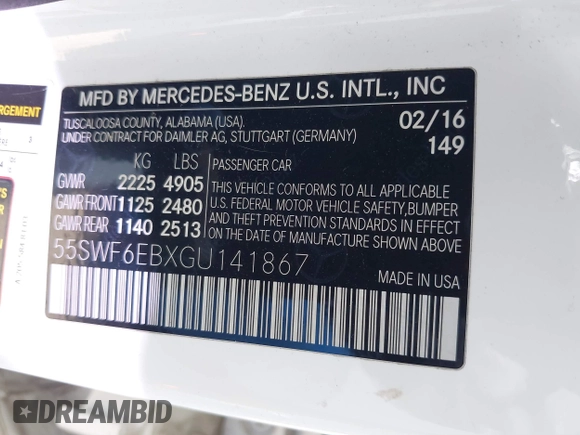 RGEMENT
MFD BY MERCEDES-BENZ U.S. INTL., INC
TUSCALOOSA COUNTY, ALABAMA (USA). 02/16
UNDER CONTRACT FOR DAIMLER AG, STUTTGART (GERMANY) 149
KG LBS PASSENGER CAR
GVWR 2225 4905
GAWR FRONT 1125 2480
GAWR REAR 1140 2513
THIS VEHICLE CONFORMS TO ALL APPLICABLE
U.S. FEDERAL MOTOR VEHICLE SAFETY,BUMPER
AND THEFT PREVENTION STANDARDS IN EFFECT
ON THE DATE OF MANUFACTURE SHOWN ABOVE.
55SWF6EBXGU141867
MADE IN USA
DREAMBID